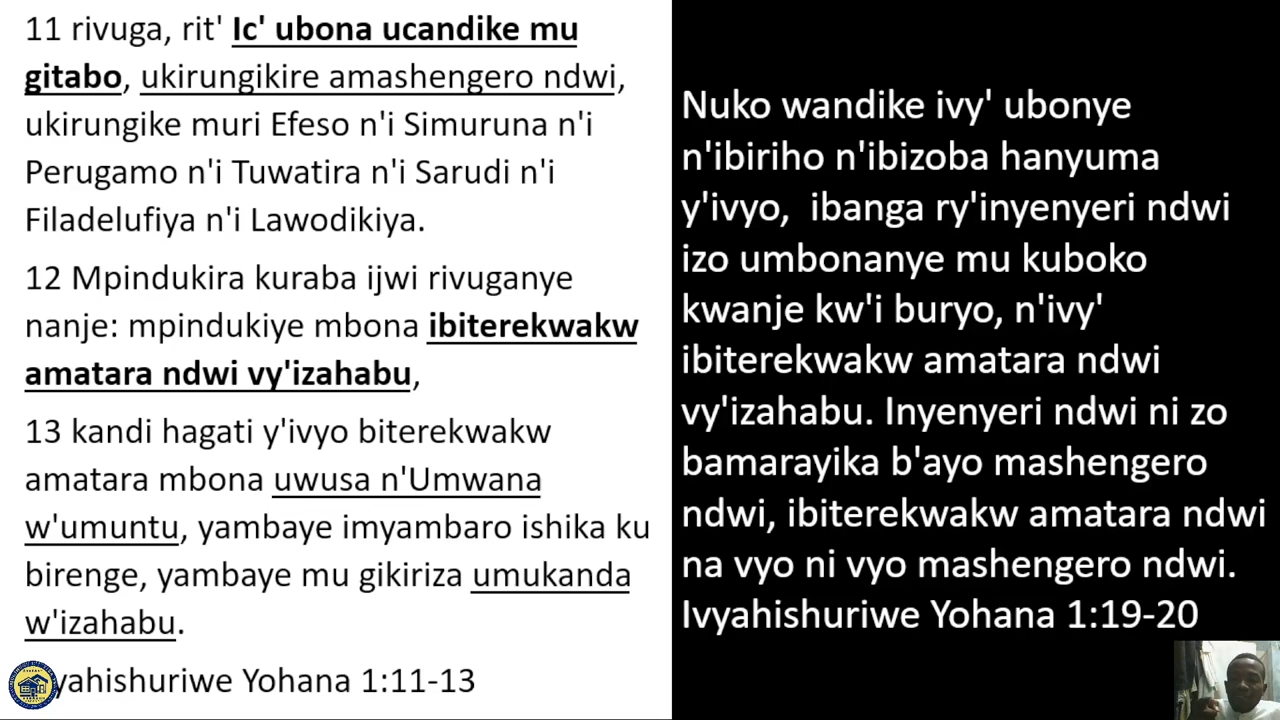 11 rivuga, rit' Ic' ubona ucandike mu
gitabo, ukirungikire amashengero ndwi,
ukirungike muri Efeso n'i Simuruna n'i
Perugamo n'i Tuwatira n'i Sarudi n'i
Filadelufiya n'i Lawodikiya.
12 Mpindukira kuraba ijwi rivuganye
nanje: mpindukiye mbona ibiterekwakw
amatara ndwi vy'izahabu,
13 kandi hagati y'ivyo biterekwakw
amatara mbona uwusa n'Umwana
w'umuntu, yambaye imyambaro ishika ku
birenge, yambaye mu gikiriza umukanda
w'izahabu.
yahishuriwe Yohana 1:11-13
Nuko wandike ivy' ubonye
n'ibiriho n'ibizoba hanyuma
y'ivyo, ibanga ry'inyenyeri ndwi
izo umbonanye mu kuboko
kwanje kw'i buryo, n'ivy'
ibiterekwakw amatara ndwi
vy'izahabu. Inyenyeri ndwi ni zo
bamarayika b'ayo mashengero
ndwi, ibiterekwakw amatara ndwi
na vyo ni vyo mashengero ndwi.
Ivyahishuriwe Yohana 1:19-20